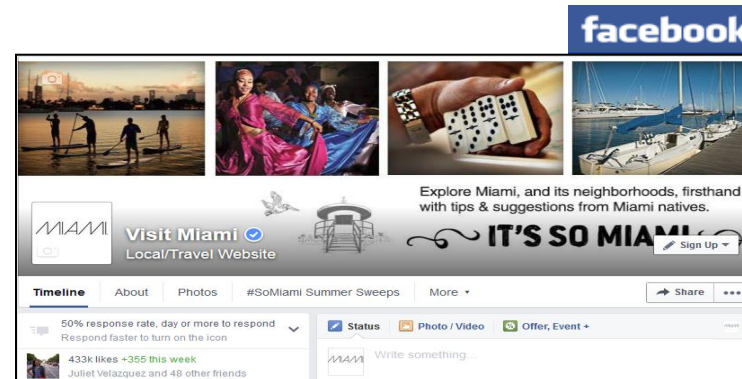 facebook
Explore Miami, and its neighborhoods, firsthand
with tips & suggestions from Miami natives.
MIAMI
Visit Miami
Local/Travel Website
IT'S SO MIAMI
Sign Up
Timeline About Photos #SoMiami Summer Sweeps More Share
50% response rate, day or more to respond
Respond faster to turn on the icon
433k likes +355 this week
Juliet Velazquez and 48 other friends
Status Photo / Video Offer, Event +
MIAMI
Write something...